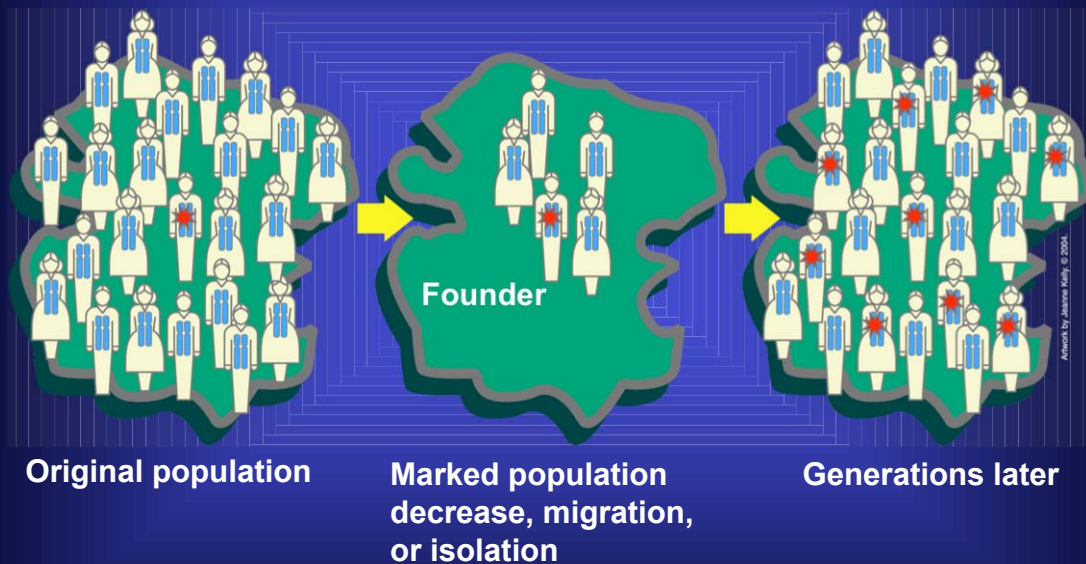 Founder
Original population
Marked population
decrease, migration,
or isolation
Generations later
Artwork by Jeanne Kelly. © 2004.